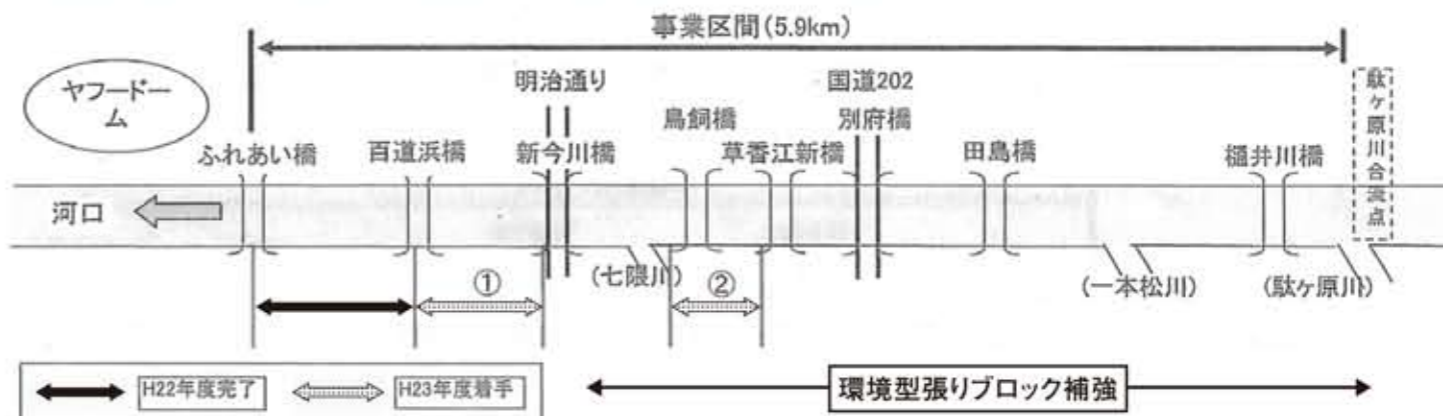 事業区間(5.9km)
ヤフードー
ム
明治通り
国道202
鳥飼橋
別府橋
ふれあい橋
百道浜橋
新今川橋
草香江新橋
田島橋
樋井川橋
駄ヶ原川合流点
河口
(七隈川)
(一本松川)
(駄ヶ原川)
①
②
H22年度完了
H23年度着手
環境型張りブロック補強